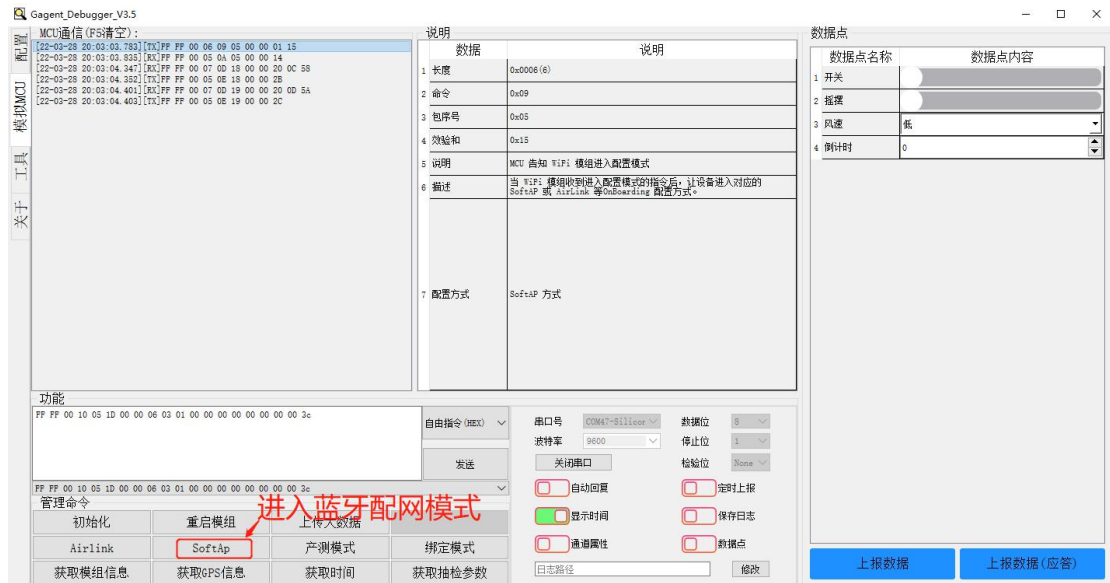 Gagent_Debugger_V3.5
配置
模拟MCU
工具
关于
MCU通信(F5清空):
[22-03-28 20:03:03.783][TX]FF FF 00 06 09 05 00 00 01 15
[22-03-28 20:03:03.835][RX]FF FF 00 05 0A 05 00 00 14
[22-03-28 20:03:04.347][RX]FF FF 00 07 0D 18 00 00 20 0C 58
[22-03-28 20:03:04.352][TX]FF FF 00 05 0E 18 00 00 2B
[22-03-28 20:03:04.401][RX]FF FF 00 07 0D 19 00 00 20 0D 5A
[22-03-28 20:03:04.403][TX]FF FF 00 05 0E 19 00 00 2C
说明
数据 说明
1 长度 0x0006(6)
2 命令 0x09
3 包序号 0x05
4 效验和 0x15
5 说明 MCU 告知 WiFi 模组进入配置模式
6 描述 当 WiFi 模组收到进入配置模式的指令后，让设备进入对应的
SoftAP 或 AirLink 等OnBoarding 配置方式。
7 配置方式 SoftAP 方式
数据点
数据点名称 数据点内容
1 开关
2 摇摆
3 风速 低
4 倒计时 0
功能
FF FF 00 10 05 1D 00 00 06 03 01 00 00 00 00 00 00 00 00 3c
自由指令(HEX)
发送
FF FF 00 10 05 1D 00 00 06 03 01 00 00 00 00 00 00 00 00 3c
串口号 COM47-Silicor 数据位 8
波特率 9600 停止位 1
关闭串口 检验位 None
自动回复 定时上报
显示时间 保存日志
通道属性 数据点
日志路径 修改
管理命令
进入蓝牙配网模式
初始化 重启模组 上传大数据
Airlink SoftAp 产测模式 绑定模式
获取模组信息 获取GPS信息 获取时间 获取抽检参数
上报数据 上报数据(应答)